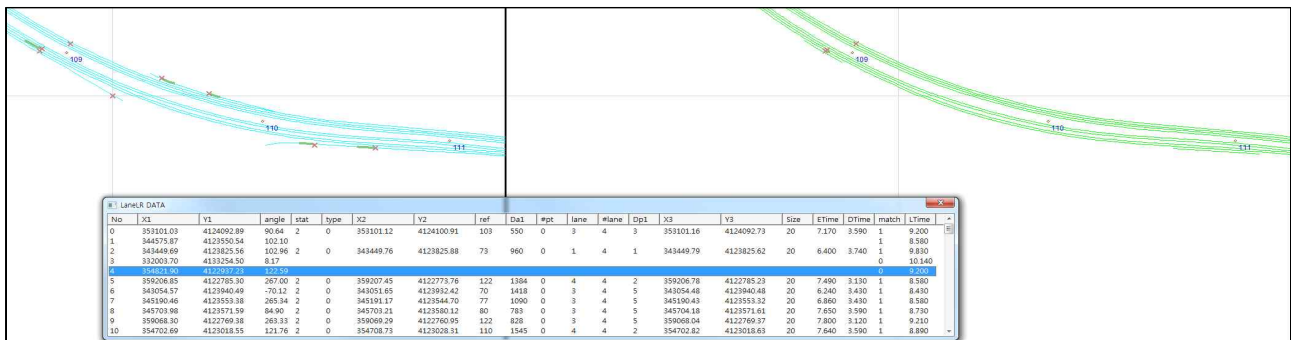 109
109
110
110
111
111
LaneLR DATA
No X1 Y1 angle stat type X2 Y2 ref Da1 #pt lane #lane Dp1 X3 Y3 Size ETime DTime match LTime
0 353101.03 4124092.89 90.64 2 0 353101.12 4124100.91 103 550 0 3 4 3 353101.16 4124092.73 20 7.170 3.590 1 9.200
1 344575.87 4123550.54 102.10 1 8.580
2 343449.69 4123825.56 102.96 2 0 343449.76 4123825.88 73 960 0 1 4 1 343449.79 4123825.62 20 6.400 3.740 1 9.830
3 332003.70 4133254.50 8.17 0 10.140
4 354821.90 4122937.23 122.59 0 9.200
5 359206.85 4122785.30 267.00 2 0 359207.45 4122773.76 122 1384 0 4 4 2 359206.78 4122785.23 20 7.490 3.130 1 8.580
6 343054.57 4123940.49 -70.12 2 0 343051.65 4123932.42 70 1418 0 3 4 5 343054.48 4123940.48 20 6.240 3.430 1 8.430
7 345190.46 4123553.38 265.34 2 0 345191.17 4123544.70 77 1090 0 3 4 5 345190.43 4123553.32 20 6.860 3.430 1 8.580
8 345703.98 4123571.59 84.90 2 0 345703.21 4123580.12 80 783 0 3 4 5 345704.18 4123571.61 20 7.650 3.590 1 8.730
9 359068.30 4122769.38 263.33 2 0 359069.29 4122760.95 122 828 0 4 4 5 359068.04 4122769.37 20 7.800 3.120 1 9.210
10 354702.69 4123018.55 121.76 2 0 354708.73 4123028.31 110 1545 0 4 4 2 354702.82 4123018.63 20 7.640 3.590 1 8.890